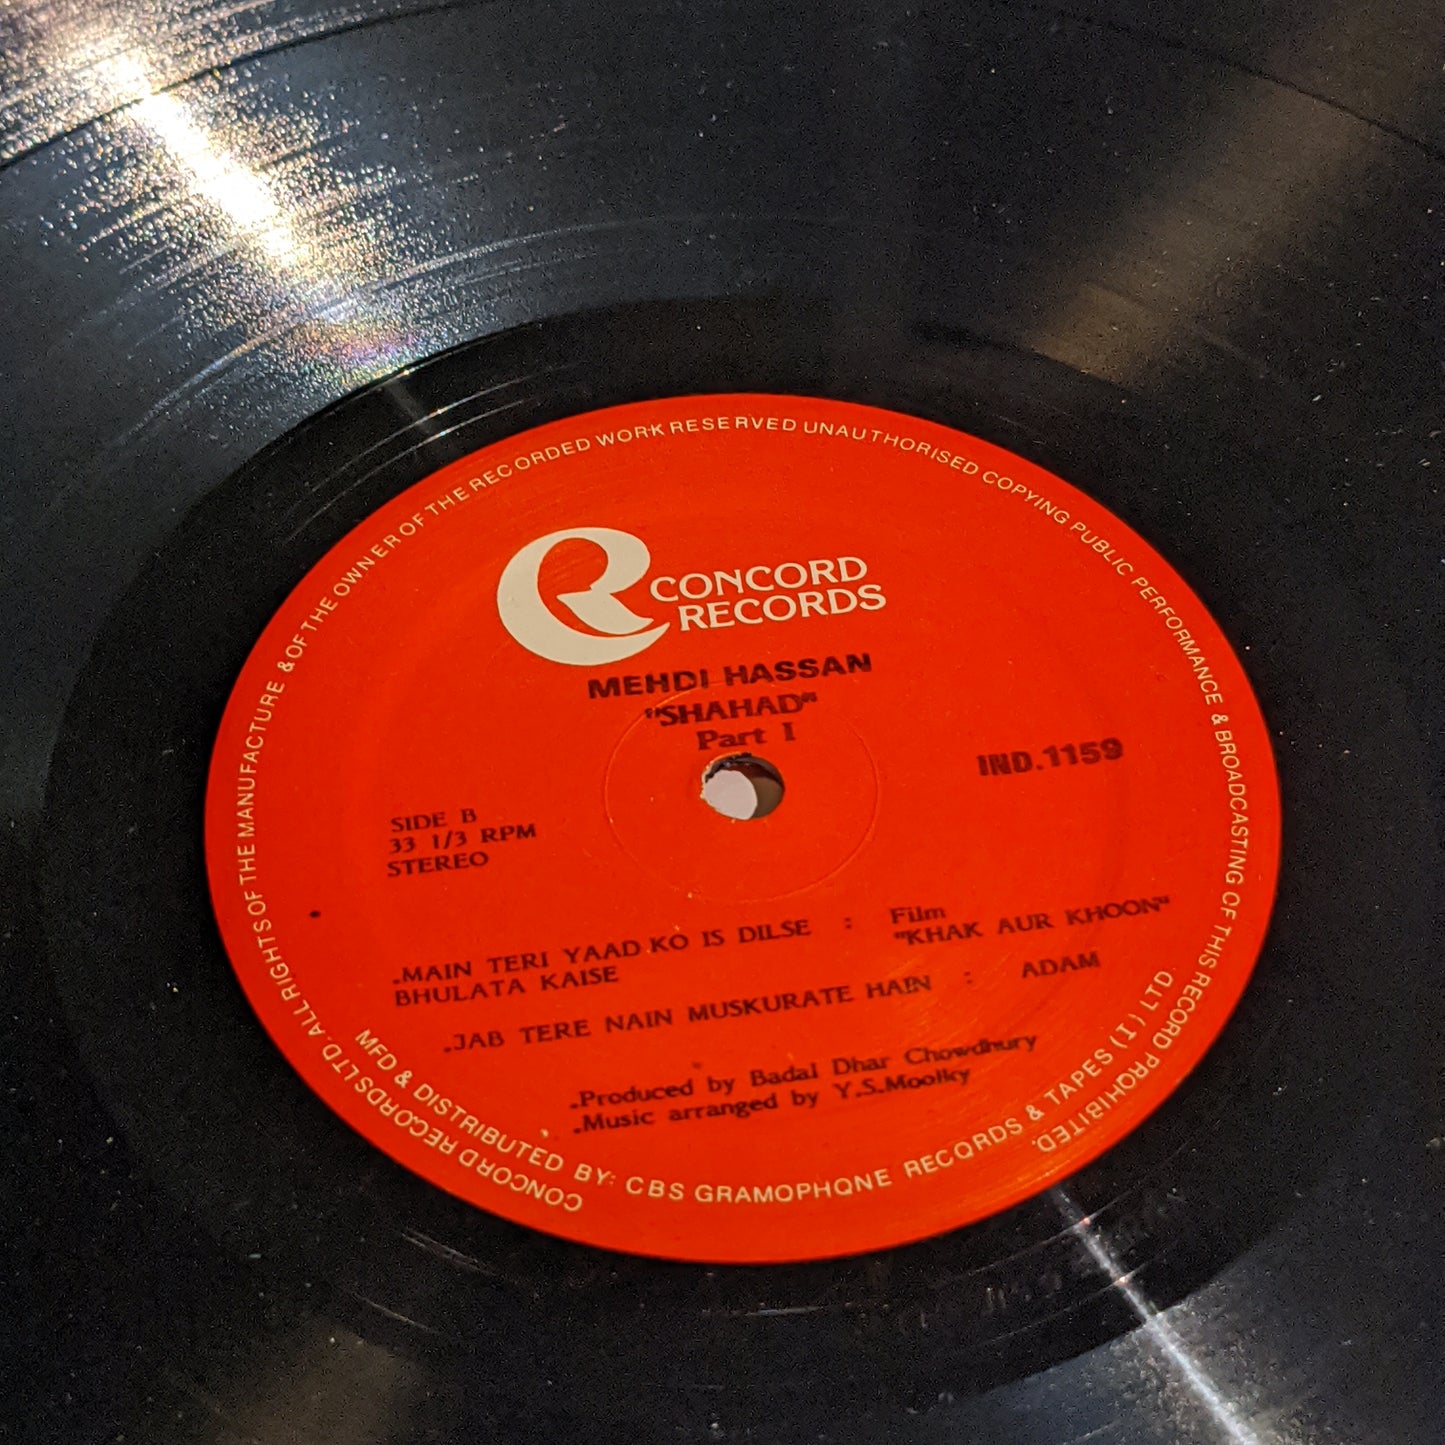 CONCORD RECORDS LTD. ALL RIGHTS OF THE MANUFACTURE & OF THE OWNER OF THE RECORDED WORK RESERVED UNAUTHORISED COPYING PUBLIC PERFORMANCE & BROADCASTING OF THIS RECORD PROHIBITED.
CONCORD
RECORDS
MEHDI HASSAN
"SHAHAD"
Part I
IND.1159
SIDE B
33 1/3 RPM
STEREO
.MAIN TERI YAAD KO IS DILSE : Film
BHULATA KAISE "KHAK AUR KHOON"
.JAB TERE NAIN MUSKURATE HAIN : ADAM
.Produced by Badal Dhar Chowdhury
.Music arranged by Y.S.Moolky
MFD & DISTRIBUTED BY: CBS GRAMOPHONE RECORDS & TAPES (I) LTD.